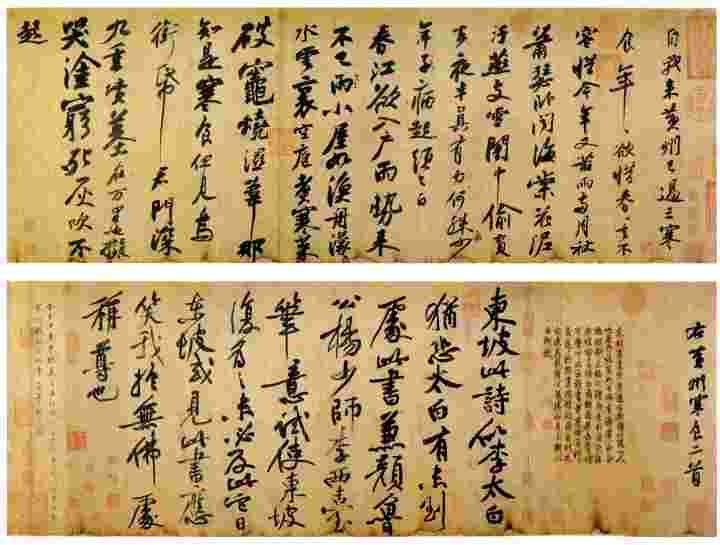 自我來黃州已過三寒
食年〻欲惜春〻去不
容惜今年又苦雨兩月秋
蕭瑟卧聞海棠花泥
汙燕支雪闇中偷負
去夜半真有力何殊少
年子病起須已白
春江欲入戶雨勢來
不已雨小屋如漁舟濛〻
水雲裏空庖煮寒菜
破竈燒濕葦那
知是寒食但見烏
銜帋君門深
九重墳墓在万里也擬
哭塗窮死灰吹不
起
右黃州寒食二首
東坡此詩似李太白
猶恐太白有未到
處此書兼顏魯
公楊少師李西臺
筆意試使東坡
復為之未必及此它日
東坡或見此書應
笑我於無佛處
稱尊也